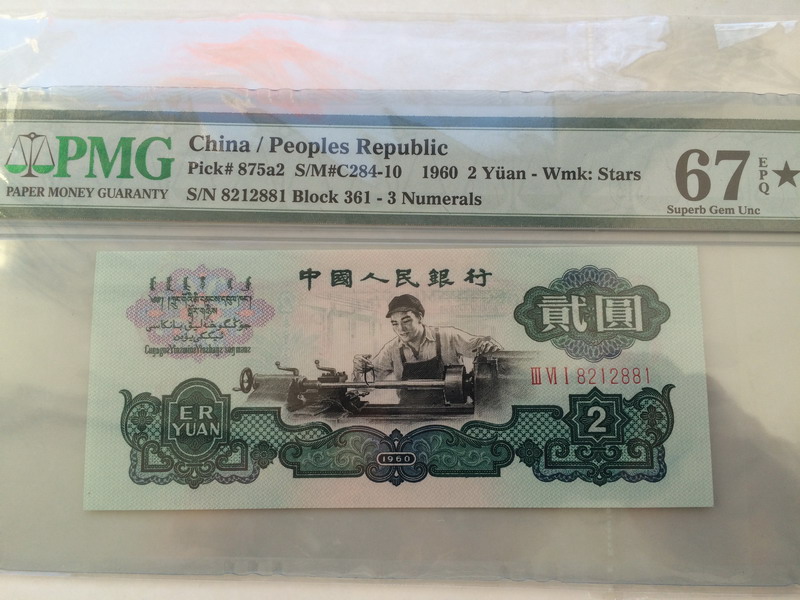 PMG
PAPER MONEY GUARANTY
China / Peoples Republic
Pick# 875a2 S/M#C284-10 1960 2 Yüan - Wmk: Stars
S/N 8212881 Block 361 - 3 Numerals
67 EPQ ★
Superb Gem Unc
中國人民銀行
貳圓
III VI I 8212881
ER
YUAN
2
1960